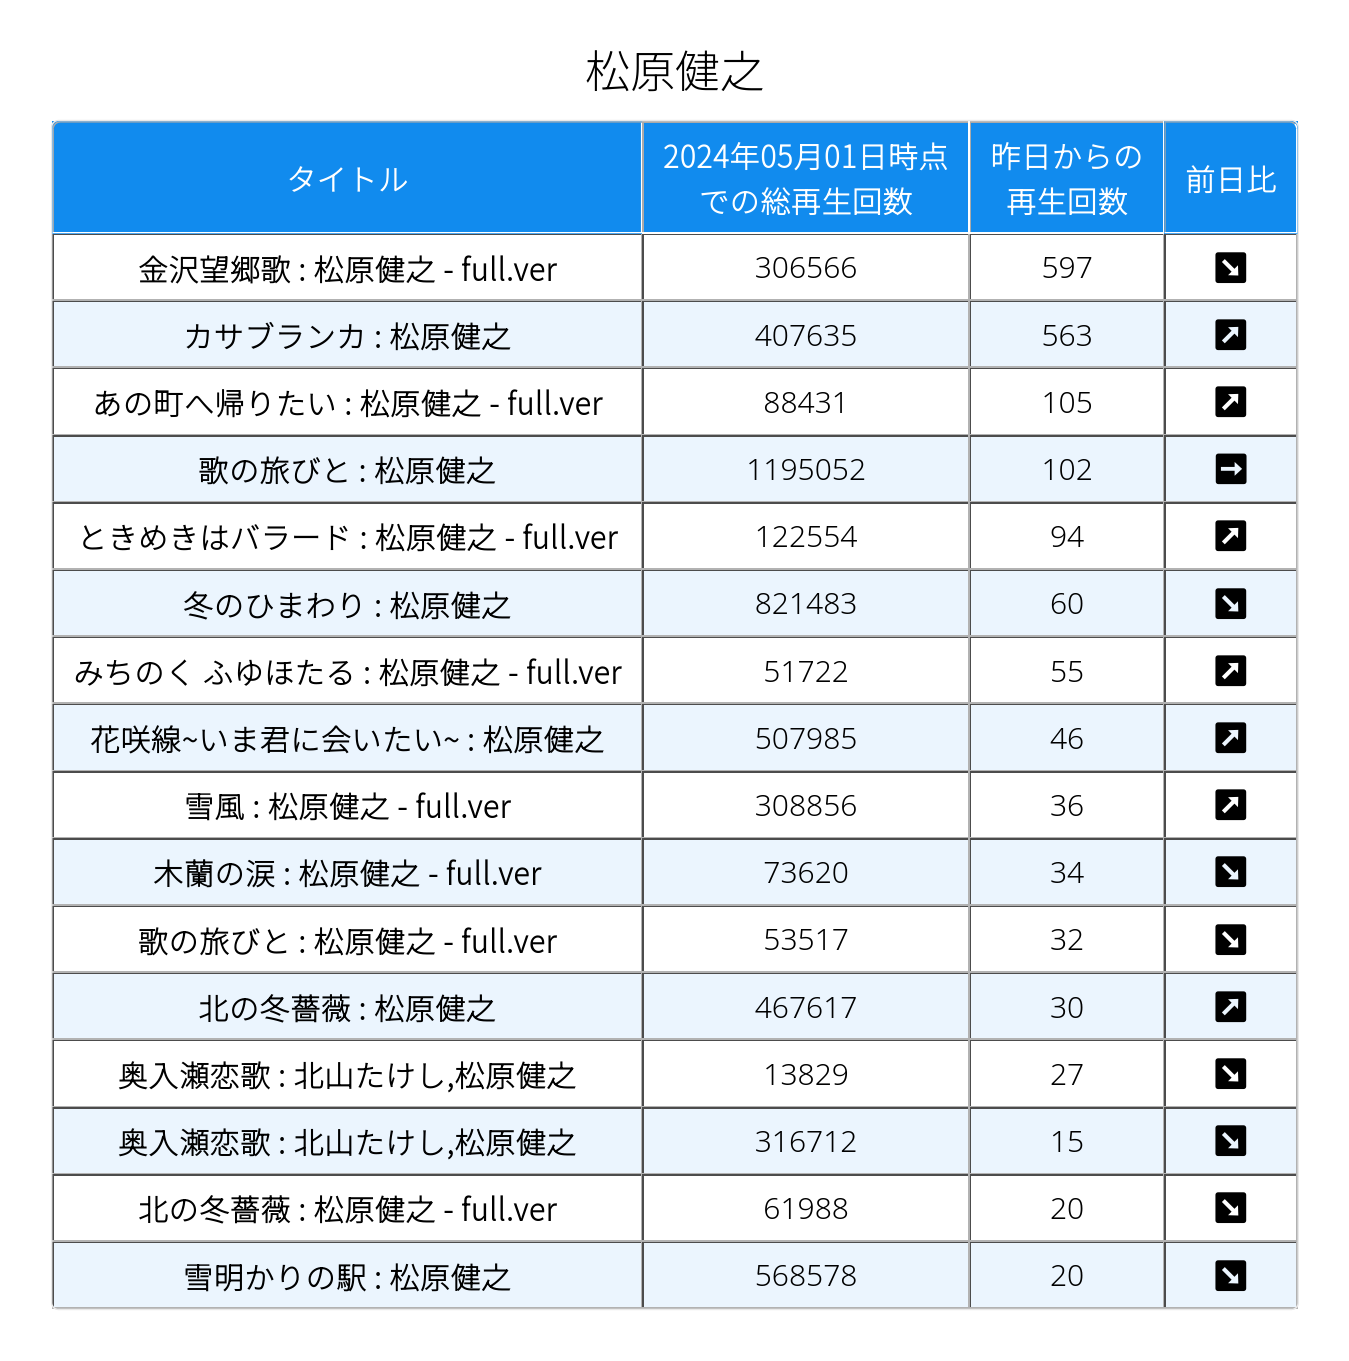 松原健之
タイトル 2024年05月01日時点での総再生回数 昨日からの再生回数 前日比
金沢望郷歌 : 松原健之 - full.ver 306566 597 ↘
カサブランカ : 松原健之 407635 563 ↗
あの町へ帰りたい : 松原健之 - full.ver 88431 105 ↗
歌の旅びと : 松原健之 1195052 102 →
ときめきはバラード : 松原健之 - full.ver 122554 94 ↗
冬のひまわり : 松原健之 821483 60 ↘
みちのく ふゆほたる : 松原健之 - full.ver 51722 55 ↗
花咲線~いま君に会いたい~ : 松原健之 507985 46 ↗
雪風 : 松原健之 - full.ver 308856 36 ↗
木蘭の涙 : 松原健之 - full.ver 73620 34 ↘
歌の旅びと : 松原健之 - full.ver 53517 32 ↘
北の冬薔薇 : 松原健之 467617 30 ↗
奥入瀬恋歌 : 北山たけし,松原健之 13829 27 ↘
奥入瀬恋歌 : 北山たけし,松原健之 316712 15 ↘
北の冬薔薇 : 松原健之 - full.ver 61988 20 ↘
雪明かりの駅 : 松原健之 568578 20 ↘